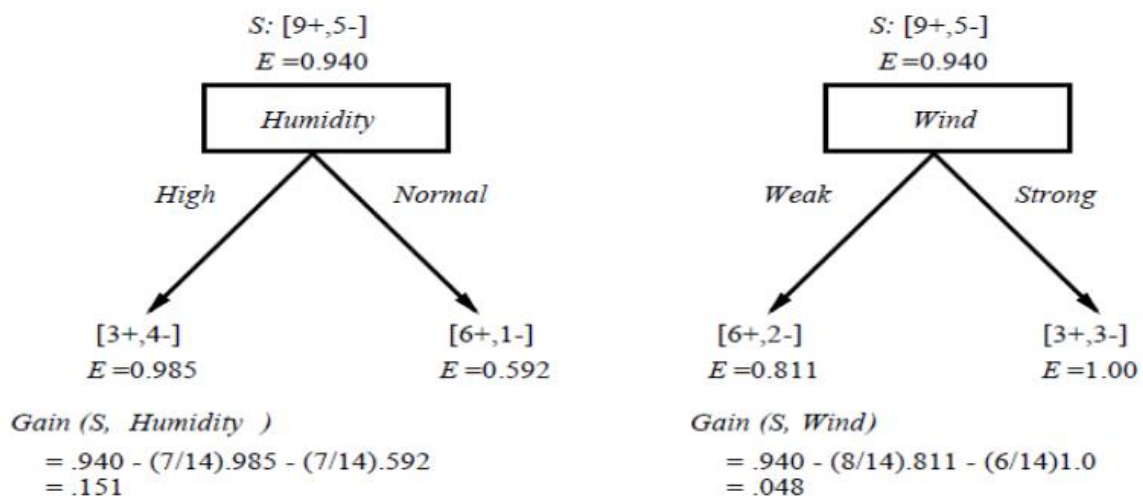 S: [9+,5-]
E =0.940
Humidity
High
Normal
[3+,4-]
E =0.985
[6+,1-]
E =0.592
Gain (S, Humidity )
= .940 - (7/14).985 - (7/14).592
= .151
S: [9+,5-]
E =0.940
Wind
Weak
Strong
[6+,2-]
E =0.811
[3+,3-]
E =1.00
Gain (S, Wind)
= .940 - (8/14).811 - (6/14)1.0
= .048